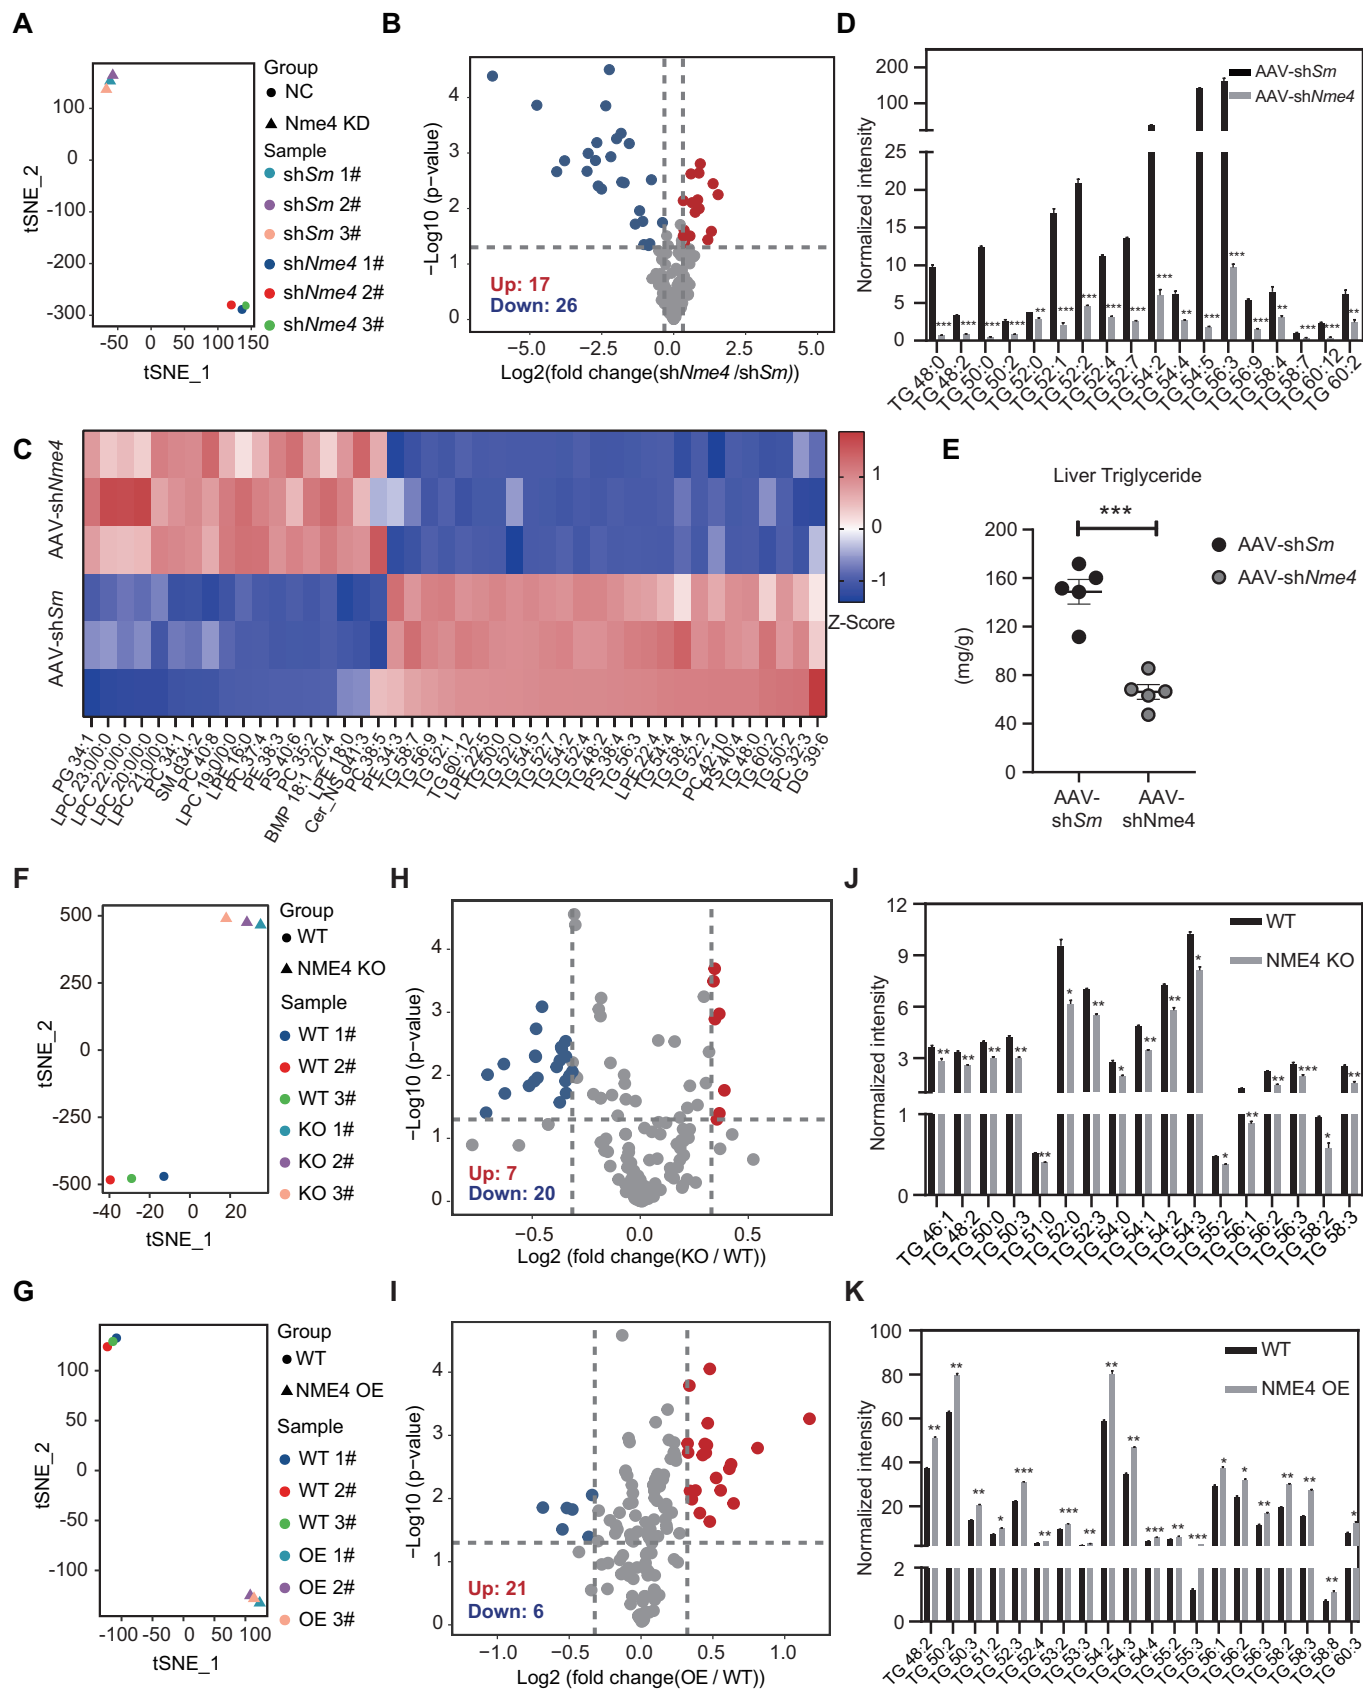 A
tSNE_2
100
0
-100
-200
-300
-50
0
50
100
150
tSNE_1
Group
NC
Nme4 KD
Sample
shSm 1#
shSm 2#
shSm 3#
shNme4 1#
shNme4 2#
shNme4 3#
B
−Log10 (p−value)
4
3
2
1
0
Up: 17
Down: 26
−5.0
−2.5
0.0
2.5
5.0
Log2(fold change(shNme4 /shSm))
D
Normalized intensity
200
100
25
20
15
10
5
0
AAV-shSm
AAV-shNme4
*** *** *** *** ** *** *** *** *** *** ** *** *** *** ** *** *** **
TG 48:0
TG 48:2
TG 50:0
TG 50:2
TG 52:0
TG 52:1
TG 52:2
TG 52:4
TG 52:7
TG 54:2
TG 54:4
TG 54:5
TG 56:3
TG 56:9
TG 58:4
TG 58:7
TG 60:12
TG 60:2
C
AAV-shNme4
AAV-shSm
1
0
-1
Z-Score
PG 34:1
LPC 23:0/0:0
LPC 22:0/0:0
LPC 20:0/0:0
LPC 21:0/0:0
PC 34:1
SM d34:2
PC 40:8
LPC 19:0/0:0
LPE 16:0
LPC 37:4
PE 38:3
PS 40:6
PC 35:2
BMP 18:1_20:4
LPE 18:0
Cer_NS d41:3
PC 38:5
PE 34:3
TG 58:7
TG 56:9
TG 52:1
TG 60:12
LPE 22:5
TG 50:0
TG 52:0
TG 54:5
TG 52:7
TG 54:2
TG 52:4
TG 48:2
PS 38:4
TG 56:3
LPE 22:4
TG 54:4
TG 58:4
TG 52:2
PC 42:10
PS 40:4
TG 48:0
TG 60:2
TG 50:2
PC 32:3
DG 39:6
E
Liver Triglyceride
(mg/g)
200
160
120
80
40
0
***
AAV-shSm
AAV-shNme4
AAV-
shSm
AAV-
shNme4
F
tSNE_2
500
250
0
-250
-500
-40
-20
0
20
tSNE_1
Group
WT
NME4 KO
Sample
WT 1#
WT 2#
WT 3#
KO 1#
KO 2#
KO 3#
H
−Log10 (p−value)
4
3
2
1
0
Up: 7
Down: 20
−0.5
0.0
0.5
Log2 (fold change(KO / WT))
J
Normalized intensity
12
9
6
3
1
0
WT
NME4 KO
** ** ** ** ** * ** * ** ** * * ** ** *** * **
TG 46:1
TG 48:2
TG 50:0
TG 50:3
TG 51:0
TG 52:0
TG 52:3
TG 54:0
TG 54:1
TG 54:2
TG 54:3
TG 55:2
TG 56:1
TG 56:2
TG 56:3
TG 58:2
TG 58:3
G
tSNE_2
100
50
0
-50
-100
-100
-50
0
50
100
tSNE_1
Group
WT
NME4 OE
Sample
WT 1#
WT 2#
WT 3#
OE 1#
OE 2#
OE 3#
I
−Log10 (p−value)
4
3
2
1
0
Up: 21
Down: 6
−1.0
−0.5
0.0
0.5
1.0
Log2 (fold change(OE / WT))
K
Normalized intensity
100
80
60
40
20
2
0
WT
NME4 OE
** ** ** * *** ** *** ** ** ** *** ** *** * * ** ** ** ** *
TG 48:2
TG 50:2
TG 50:3
TG 51:2
TG 52:3
TG 52:4
TG 53:2
TG 53:3
TG 54:2
TG 54:3
TG 54:4
TG 55:2
TG 55:3
TG 56:1
TG 56:2
TG 56:3
TG 58:2
TG 58:3
TG 58:8
TG 60:3